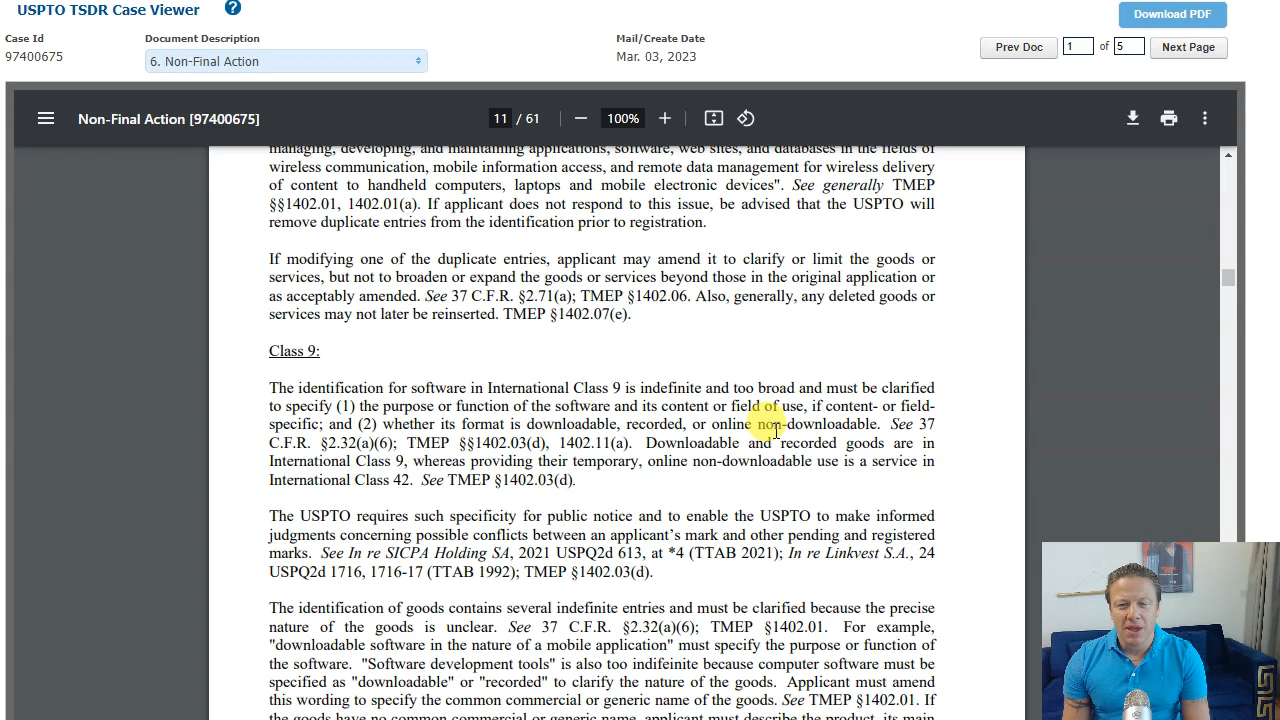 USPTO TSDR Case Viewer
?
Download PDF
Case Id
Document Description
Mail/Create Date
97400675
6. Non-Final Action
Mar. 03, 2023
Prev Doc
1
of
5
Next Page
Non-Final Action [97400675]
11 / 61
100%
managing, developing, and maintaining applications, software, web sites, and databases in the fields of
wireless communication, mobile information access, and remote data management for wireless delivery
of content to handheld computers, laptops and mobile electronic devices". See generally TMEP
§§1402.01, 1402.01(a). If applicant does not respond to this issue, be advised that the USPTO will
remove duplicate entries from the identification prior to registration.
If modifying one of the duplicate entries, applicant may amend it to clarify or limit the goods or
services, but not to broaden or expand the goods or services beyond those in the original application or
as acceptably amended. See 37 C.F.R. §2.71(a); TMEP §1402.06. Also, generally, any deleted goods or
services may not later be reinserted. TMEP §1402.07(e).
Class 9:
The identification for software in International Class 9 is indefinite and too broad and must be clarified
to specify (1) the purpose or function of the software and its content or field of use, if content- or field-
specific; and (2) whether its format is downloadable, recorded, or online non-downloadable. See 37
C.F.R. §2.32(a)(6); TMEP §§1402.03(d), 1402.11(a). Downloadable and recorded goods are in
International Class 9, whereas providing their temporary, online non-downloadable use is a service in
International Class 42. See TMEP §1402.03(d).
The USPTO requires such specificity for public notice and to enable the USPTO to make informed
judgments concerning possible conflicts between an applicant's mark and other pending and registered
marks. See In re SICPA Holding SA, 2021 USPQ2d 613, at *4 (TTAB 2021); In re Linkvest S.A., 24
USPQ2d 1716, 1716-17 (TTAB 1992); TMEP §1402.03(d).
The identification of goods contains several indefinite entries and must be clarified because the precise
nature of the goods is unclear. See 37 C.F.R. §2.32(a)(6); TMEP §1402.01. For example,
"downloadable software in the nature of a mobile application" must specify the purpose or function of
the software. "Software development tools" is also too indifeinite because computer software must be
specified as "downloadable" or "recorded" to clarify the nature of the goods. Applicant must amend
this wording to specify the common commercial or generic name of the goods. See TMEP §1402.01. If
the goods have no common commercial or generic name, applicant must describe the product, its main